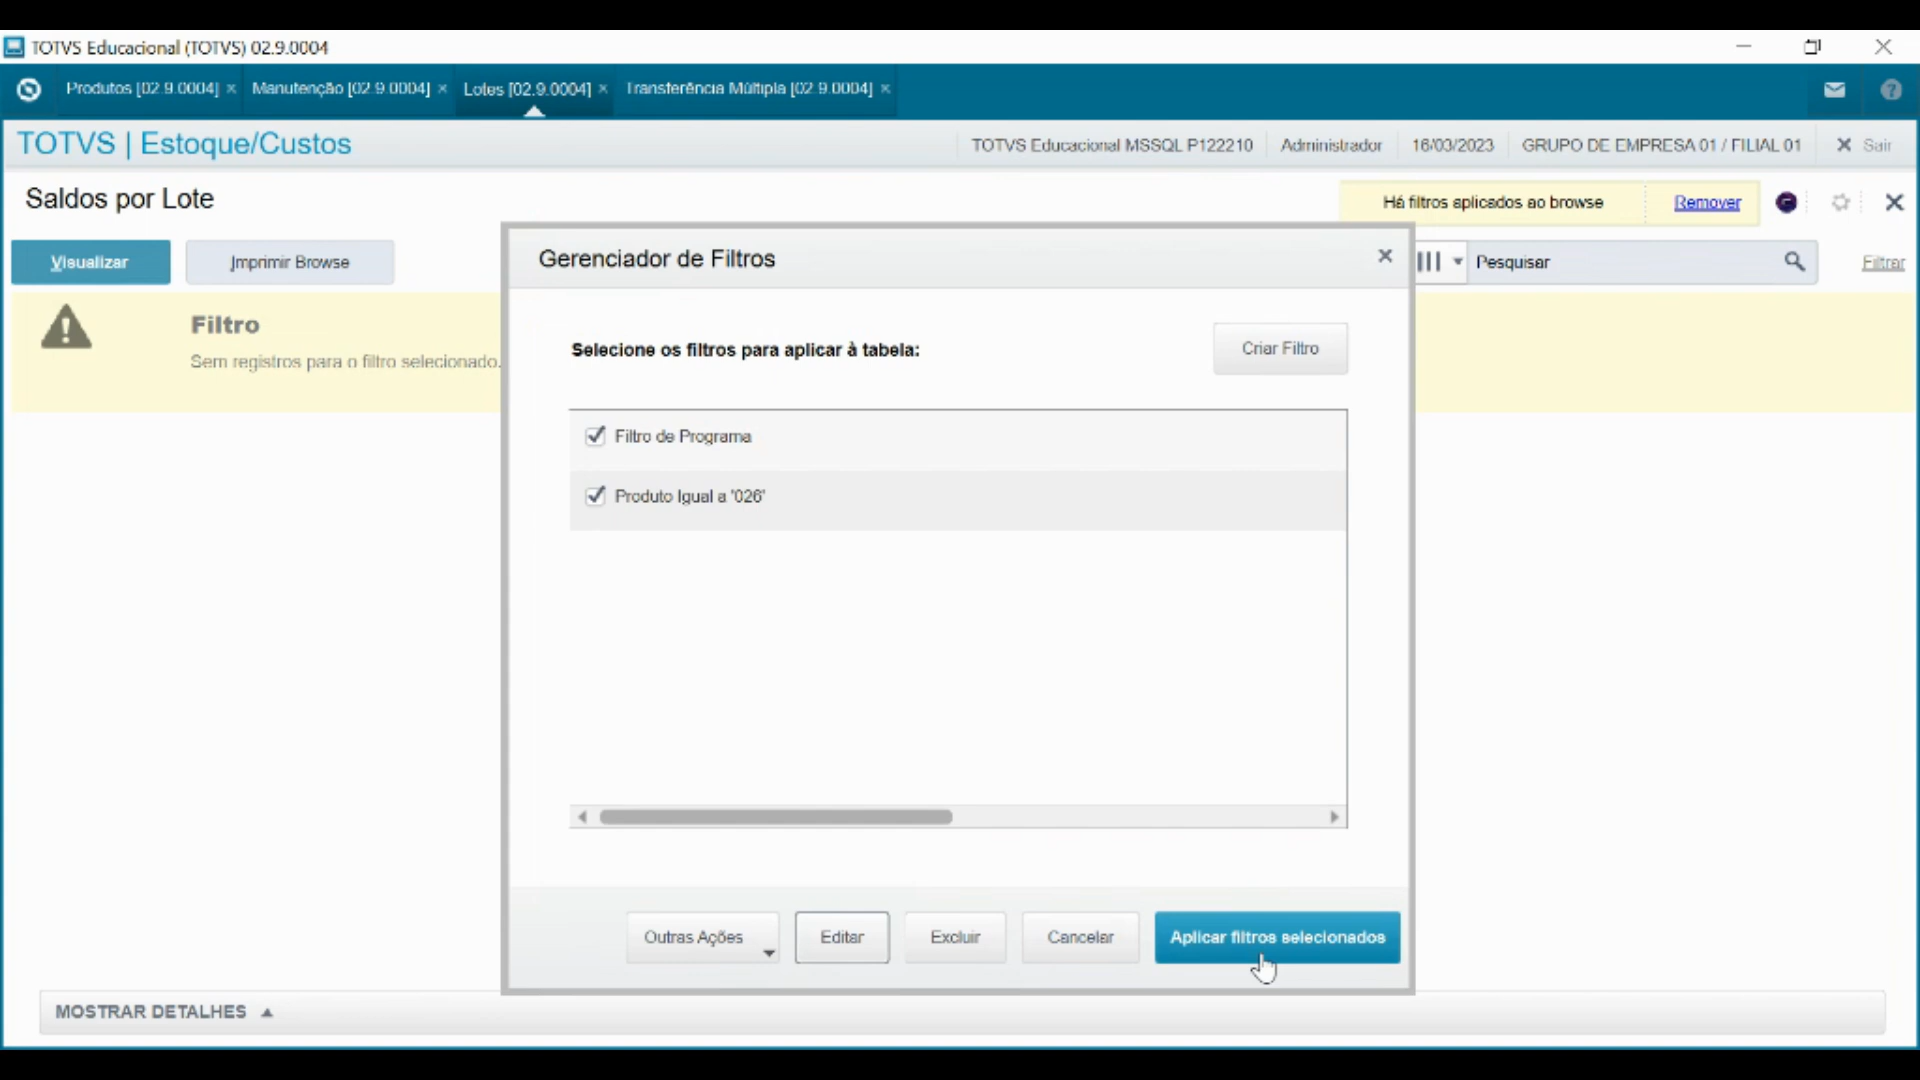 TOTVS Educacional (TOTVS) 02.9.0004
Produtos [02.9.0004] × Manutenção [02.9.0004] × Lotes [02.9.0004] × Transferência Múltipla [02.9.0004] ×
TOTVS | Estoque/Custos
TOTVS Educacional MSSQL P122210 Administrador 16/03/2023 GRUPO DE EMPRESA 01 / FILIAL 01 Sair
Saldos por Lote
Há filtros aplicados ao browse Remover
Visualizar Imprimir Browse
Pesquisar Filtrar
Filtro
Sem registros para o filtro selecionado.
Gerenciador de Filtros
Selecione os filtros para aplicar à tabela:
Criar Filtro
Filtro de Programa
Produto Igual a '026'
Outras Ações Editar Excluir Cancelar Aplicar filtros selecionados
MOSTRAR DETALHES